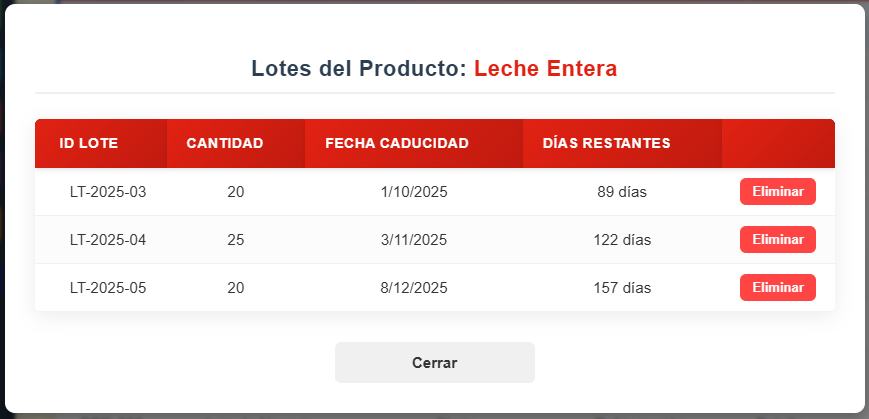 Lotes del Producto: Leche Entera
ID LOTE CANTIDAD FECHA CADUCIDAD DÍAS RESTANTES
LT-2025-03 20 1/10/2025 89 días Eliminar
LT-2025-04 25 3/11/2025 122 días Eliminar
LT-2025-05 20 8/12/2025 157 días Eliminar
Cerrar